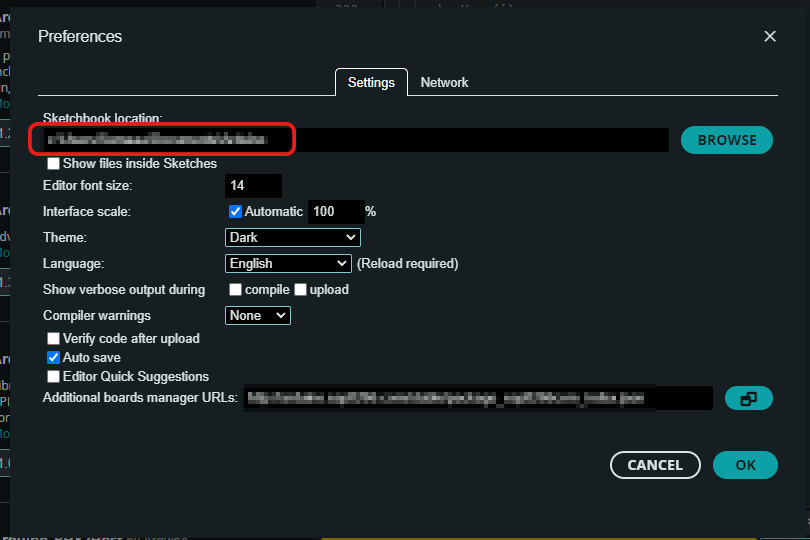 Preferences
Settings Network
Sketchbook location:
BROWSE
Show files inside Sketches
Editor font size: 14
Interface scale: Automatic 100 %
Theme: Dark
Language: English (Reload required)
Show verbose output during compile upload
Compiler warnings None
Verify code after upload
Auto save
Editor Quick Suggestions
Additional boards manager URLs:
CANCEL OK